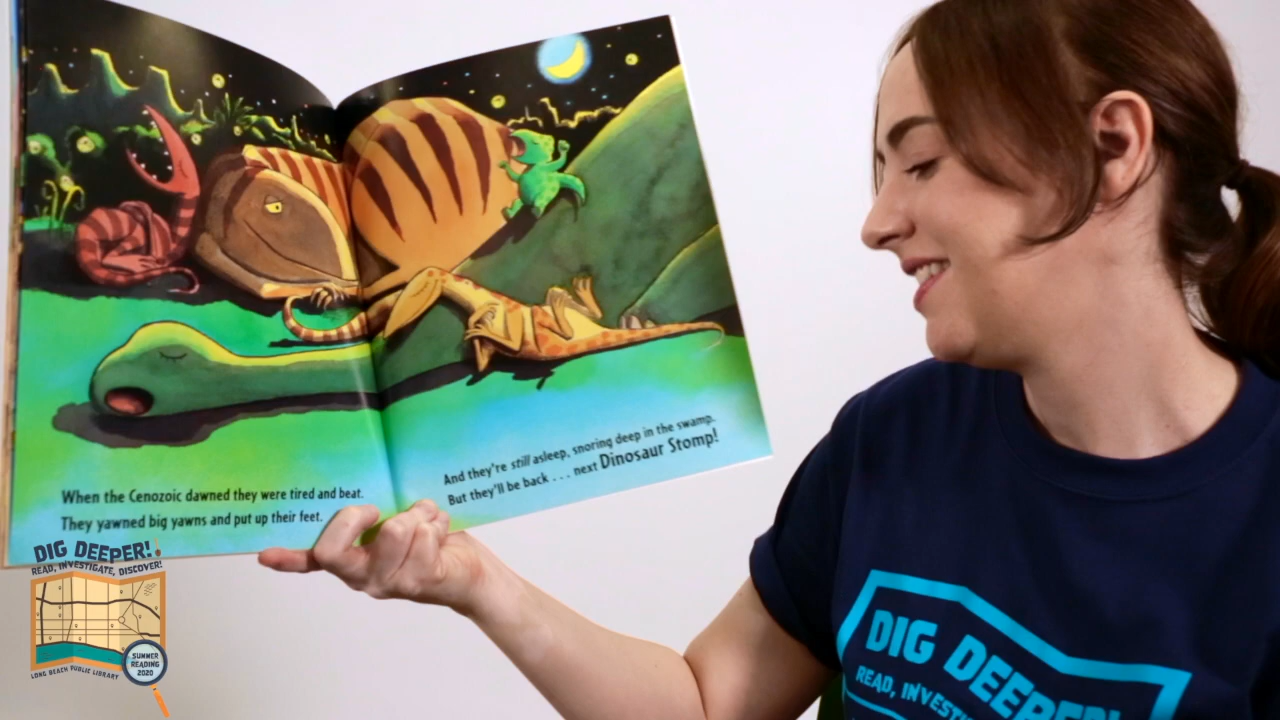 When the Cenozoic dawned they were tired and beat.
They yawned big yawns and put up their feet.
And they're still asleep, snoring deep in the swamp.
But they'll be back . . . next Dinosaur Stomp!
DIG DEEPER!
READ, INVESTIGATE, DISCOVER!
SUMMER
READING
2020
LONG BEACH PUBLIC LIBRARY
DIG DEEPER!
READ, INVESTI